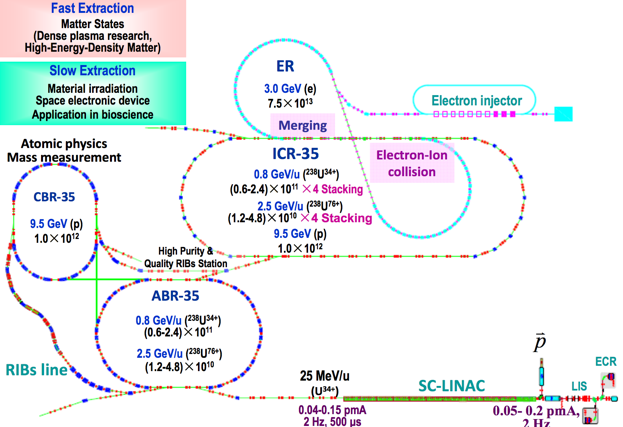 Fast Extraction
Matter States
(Dense plasma research,
High-Energy-Density Matter)
Slow Extraction
Material irradiation
Space electronic device
Application in bioscience
ER
3.0 GeV (e)
7.5×10¹³
Electron injector
Merging
ICR-35
Electron-Ion
collision
0.8 GeV/u (²³⁸U³⁴⁺)
(0.6-2.4)×10¹¹ ×4 Stacking
2.5 GeV/u (²³⁸U⁷⁶⁺)
(1.2-4.8)×10¹⁰ ×4 Stacking
9.5 GeV (p)
1.0×10¹²
Atomic physics
Mass measurement
CBR-35
9.5 GeV (p)
1.0×10¹²
High Purity &
Quality RIBs Station
ABR-35
0.8 GeV/u (²³⁸U³⁴⁺)
(0.6-2.4)×10¹¹
2.5 GeV/u (²³⁸U⁷⁶⁺)
(1.2-4.8)×10¹⁰
RIBs line
25 MeV/u
(U³⁴⁺)
0.04-0.15 pmA
2 Hz, 500 μs
SC-LINAC
p⃗
ECR
LIS
0.05- 0.2 pmA,
2 Hz